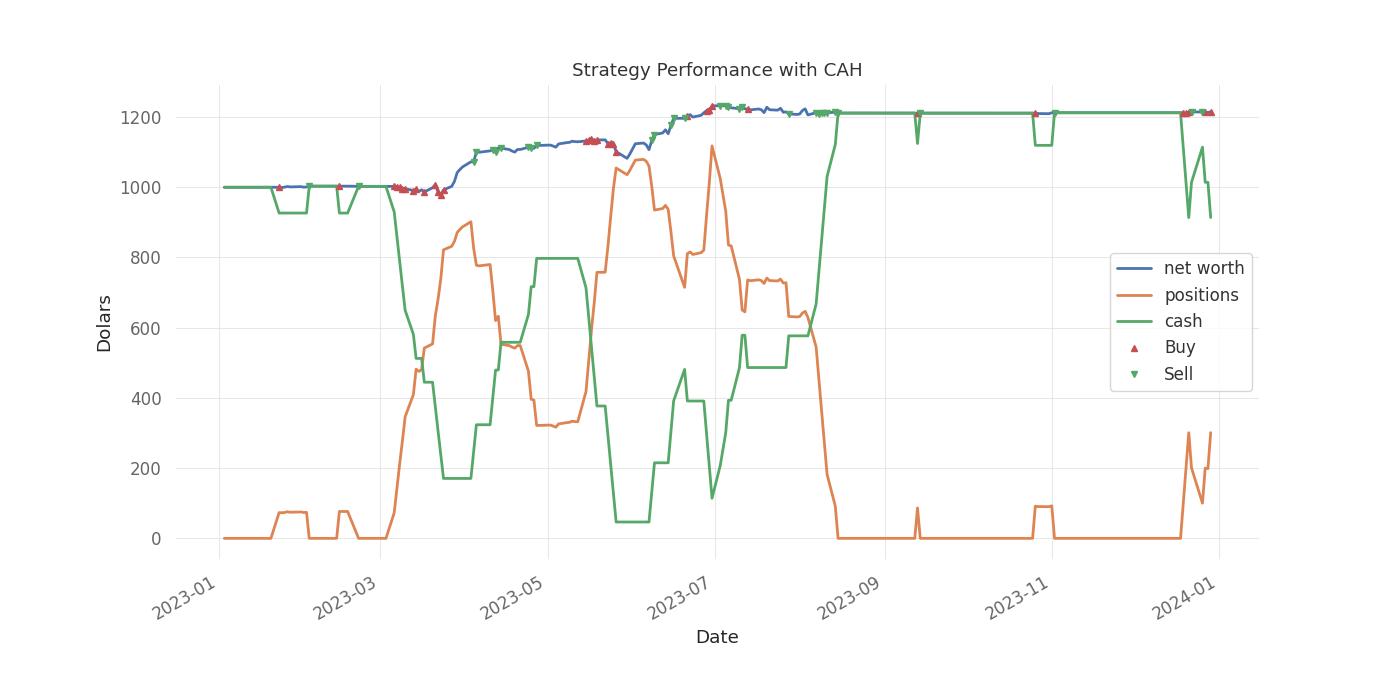 Strategy Performance with CAH
1200
1000
800
600
400
200
0
Dolars
net worth
positions
cash
Buy
Sell
2023-01
2023-03
2023-05
2023-07
2023-09
2023-11
2024-01
Date